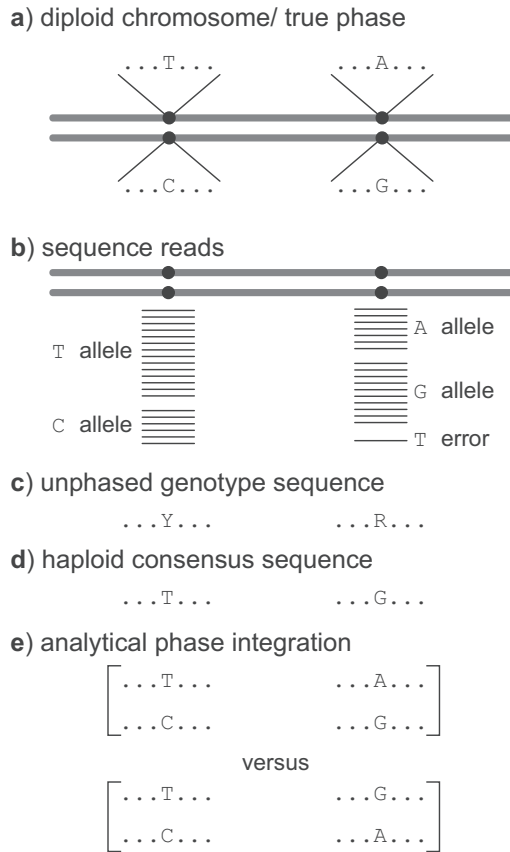 a) diploid chromosome/ true phase
...T... ...A...
...C... ...G...
b) sequence reads
A allele
T allele
G allele
C allele
T error
c) unphased genotype sequence
...Y... ...R...
d) haploid consensus sequence
...T... ...G...
e) analytical phase integration
...T... ...A...
...C... ...G...
versus
...T... ...G...
...C... ...A...